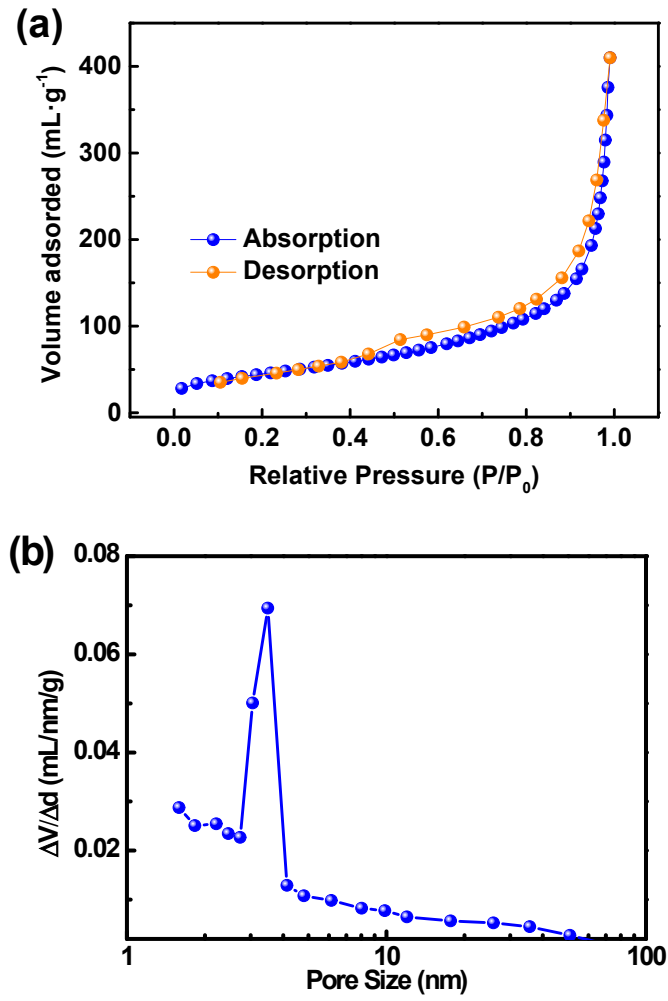 (a)
400
300
200
100
0
Volume adsorded (mL·g⁻¹)
Absorption
Desorption
0.0 0.2 0.4 0.6 0.8 1.0
Relative Pressure (P/P₀)
(b)
0.08
0.06
0.04
0.02
ΔV/Δd (mL/nm/g)
1 10 100
Pore Size (nm)